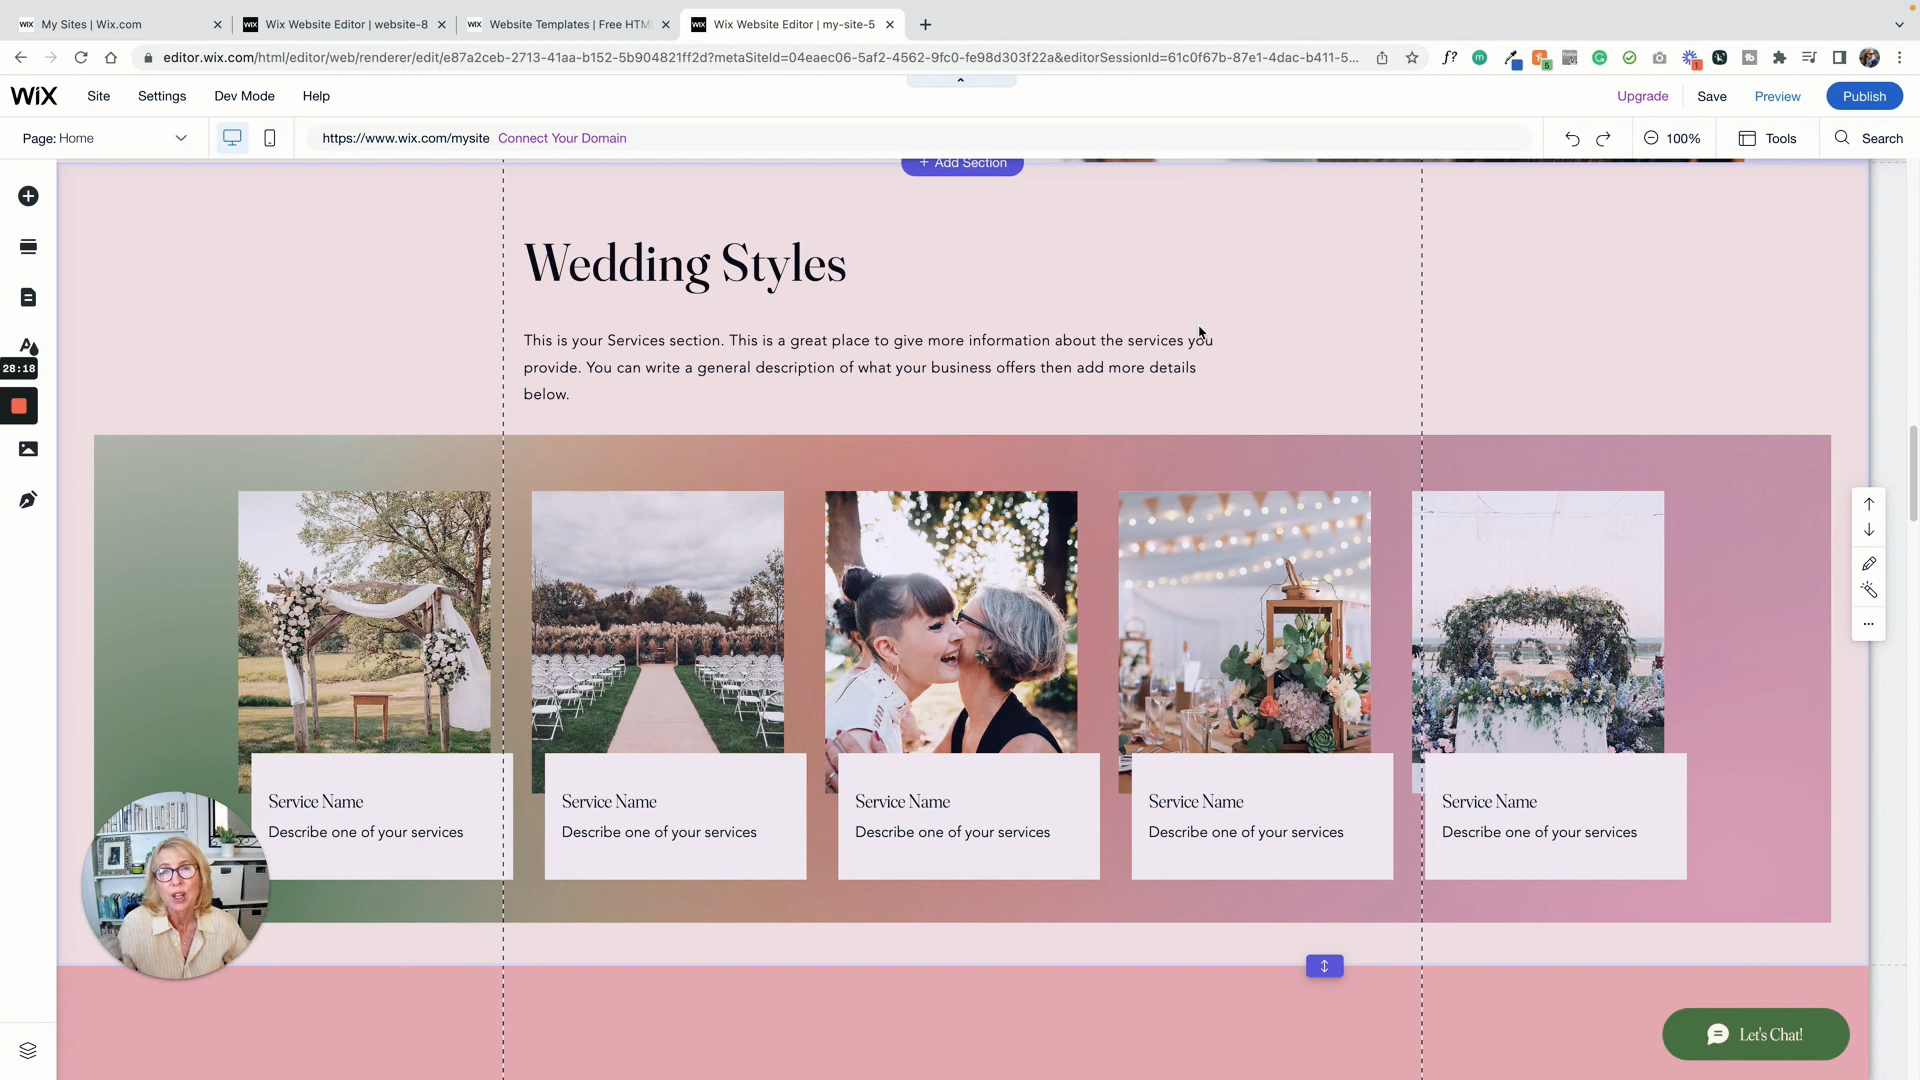 My Sites | Wix.com
Wix Website Editor | website-8
Website Templates | Free HTM
Wix Website Editor | my-site-5
editor.wix.com/html/editor/web/renderer/edit/e87a2ceb-2713-41aa-b152-5b904821ff2d?metaSiteId=04eaec06-5af2-4562-9fc0-fe98d303f22a&editorSessionId=61c0f67b-87e1-4dac-b411-5...
WIX
Site
Settings
Dev Mode
Help
Upgrade
Save
Preview
Publish
Page: Home
https://www.wix.com/mysite
Connect Your Domain
100%
Tools
Search
+ Add Section
Wedding Styles
This is your Services section. This is a great place to give more information about the services you
provide. You can write a general description of what your business offers then add more details
below.
28:18
Service Name
Describe one of your services
Service Name
Describe one of your services
Service Name
Describe one of your services
Service Name
Describe one of your services
Service Name
Describe one of your services
Let's Chat!